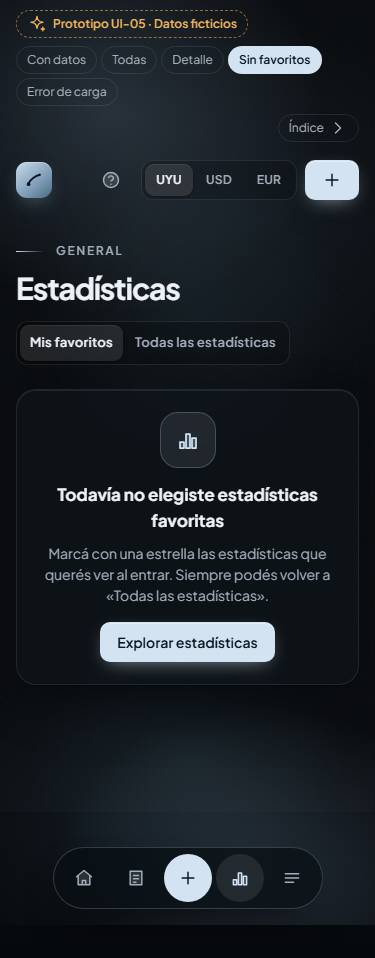 Prototipo UI-05 · Datos ficticios
Con datos
Todas
Detalle
Sin favoritos
Error de carga
Índice
UYU
USD
EUR
GENERAL
Estadísticas
Mis favoritos
Todas las estadísticas
Todavía no elegiste estadísticas
favoritas
Marcá con una estrella las estadísticas que
querés ver al entrar. Siempre podés volver a
«Todas las estadísticas».
Explorar estadísticas